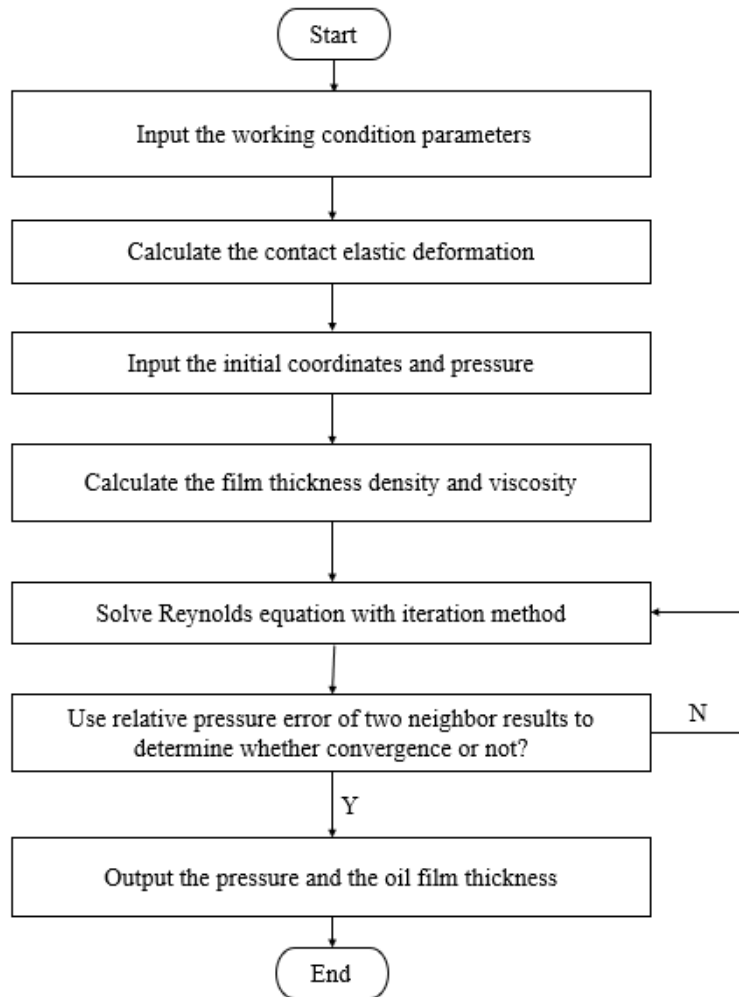 Start
Input the working condition parameters
Calculate the contact elastic deformation
Input the initial coordinates and pressure
Calculate the film thickness density and viscosity
Solve Reynolds equation with iteration method
Use relative pressure error of two neighbor results to
determine whether convergence or not?
N
Y
Output the pressure and the oil film thickness
End